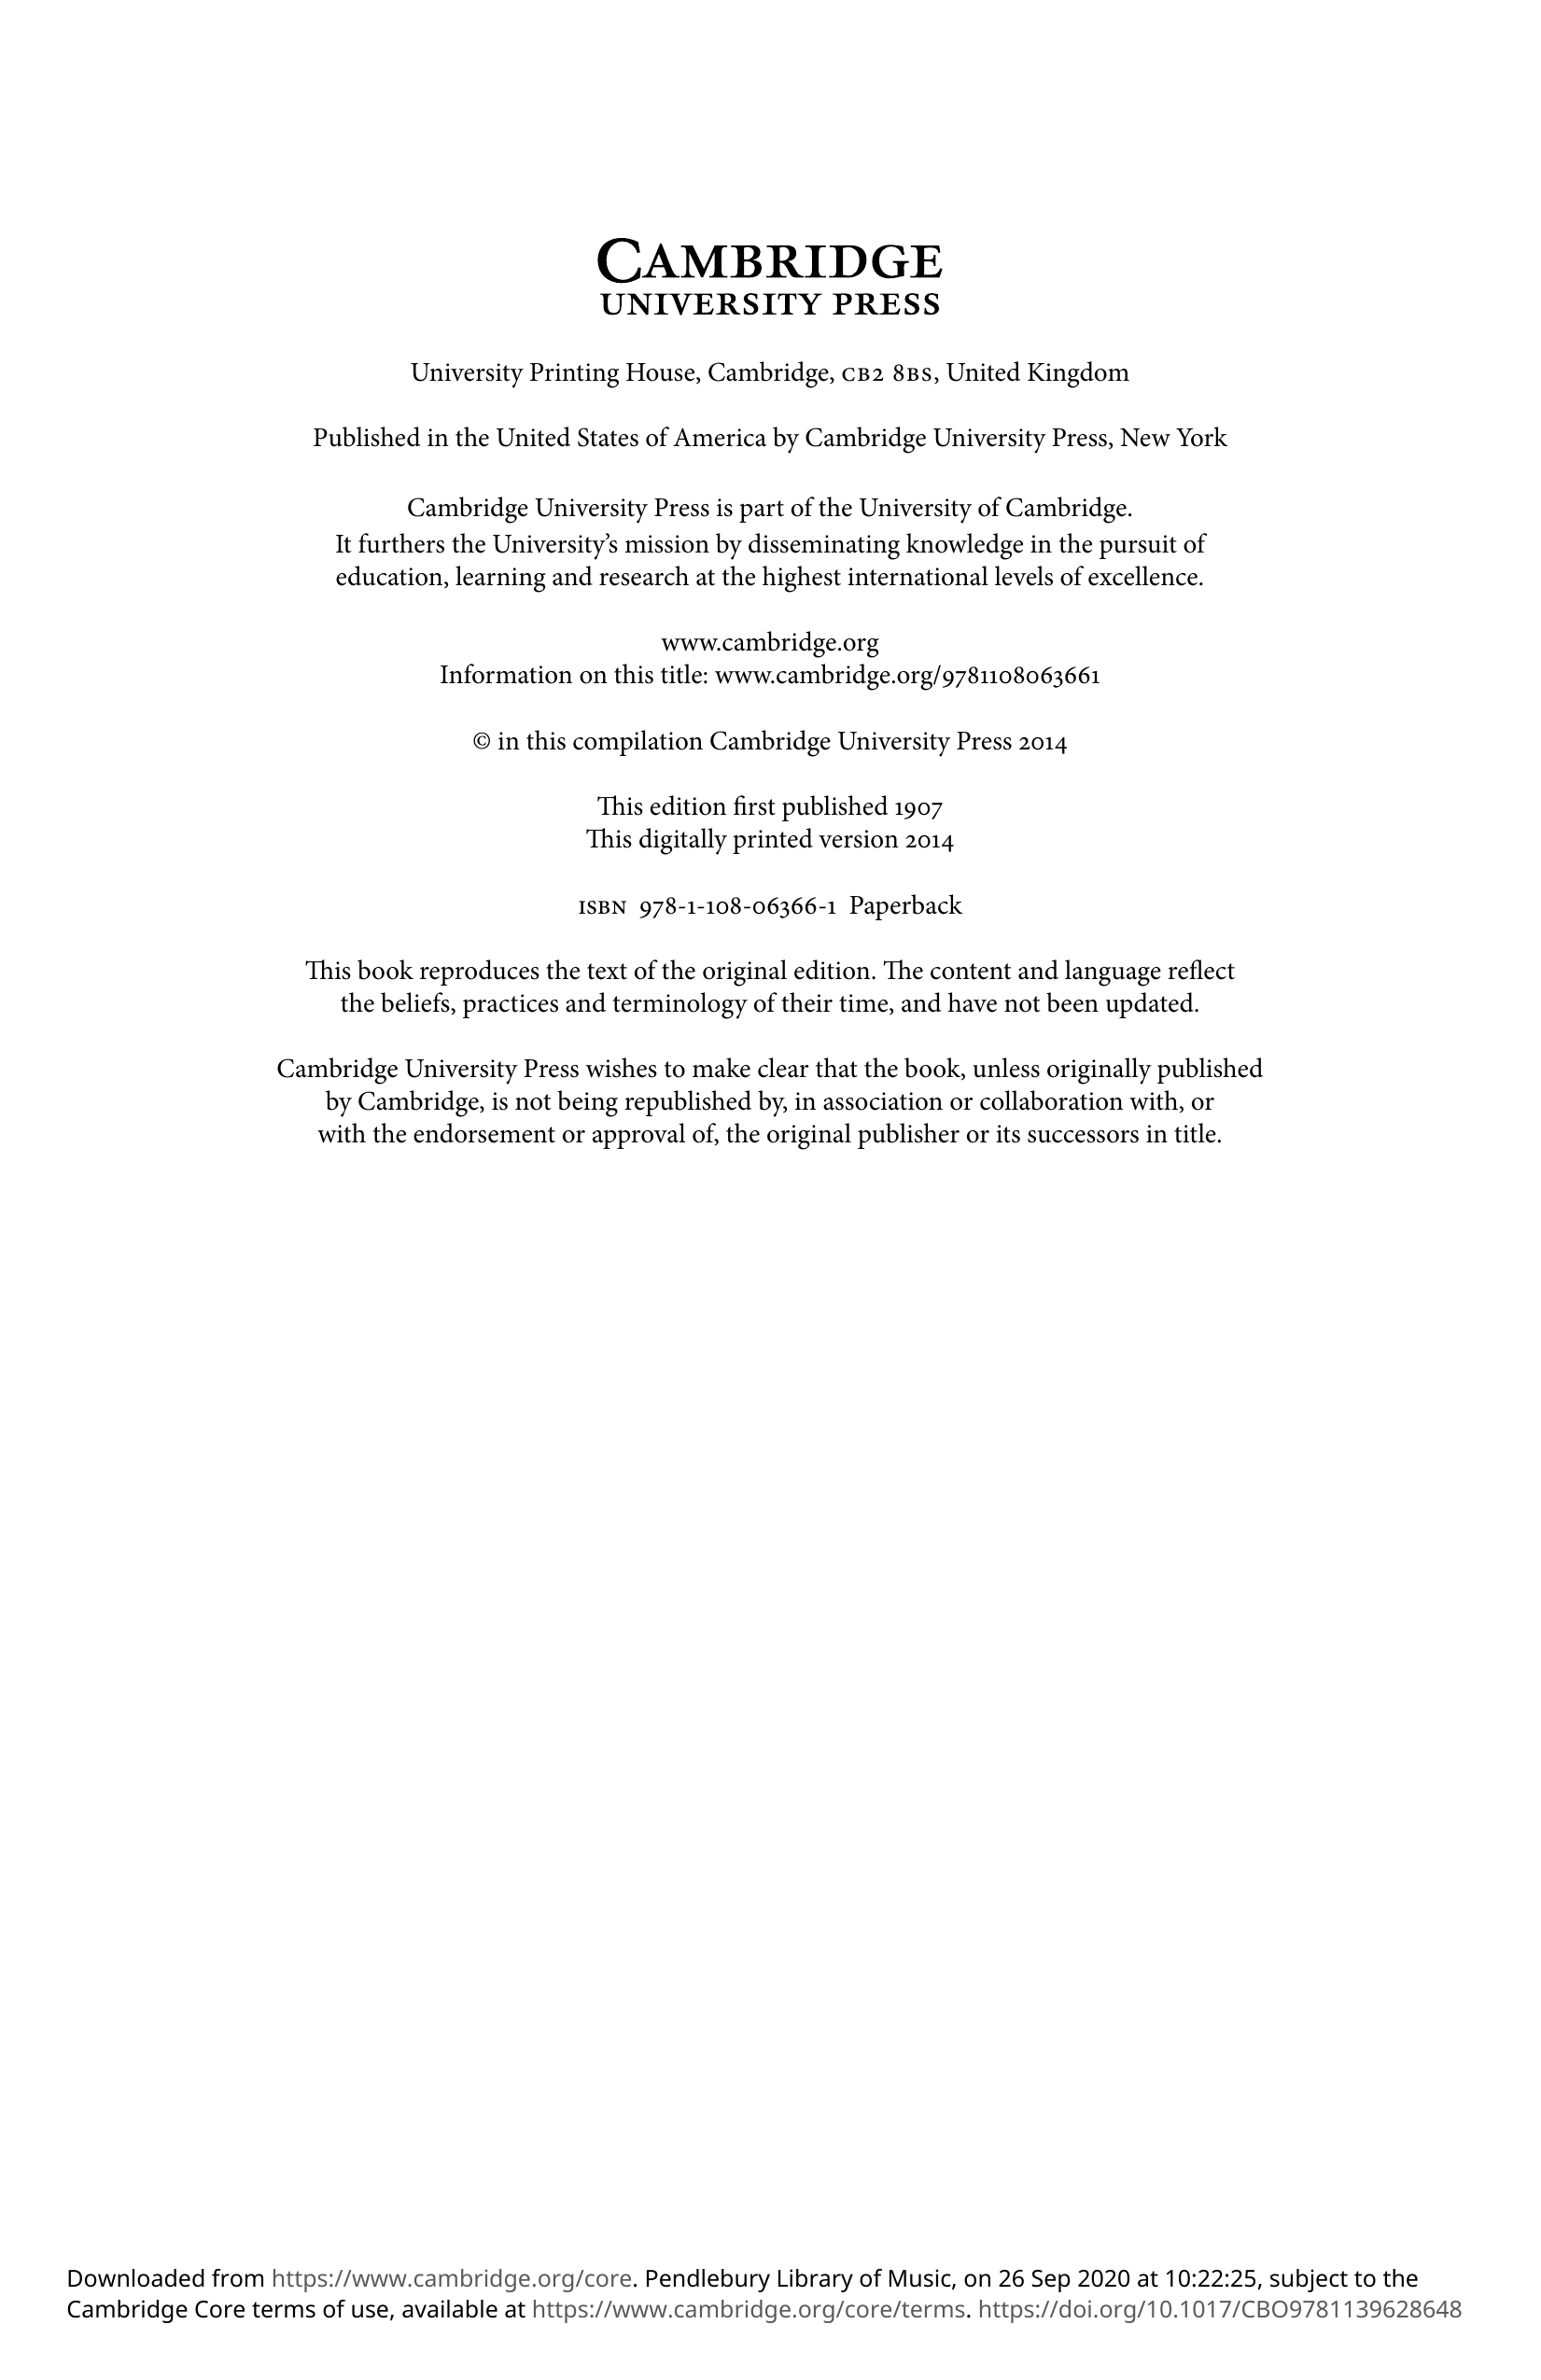 CAMBRIDGE
UNIVERSITY PRESS
University Printing House, Cambridge, CB2 8BS, United Kingdom
Published in the United States of America by Cambridge University Press, New York
Cambridge University Press is part of the University of Cambridge.
It furthers the University’s mission by disseminating knowledge in the pursuit of
education, learning and research at the highest international levels of excellence.
www.cambridge.org
Information on this title: www.cambridge.org/9781108063661
© in this compilation Cambridge University Press 2014
This edition first published 1907
This digitally printed version 2014
ISBN 978-1-108-06366-1 Paperback
This book reproduces the text of the original edition. The content and language reflect
the beliefs, practices and terminology of their time, and have not been updated.
Cambridge University Press wishes to make clear that the book, unless originally published
by Cambridge, is not being republished by, in association or collaboration with, or
with the endorsement or approval of, the original publisher or its successors in title.
Downloaded from https://www.cambridge.org/core. Pendlebury Library of Music, on 26 Sep 2020 at 10:22:25, subject to the
Cambridge Core terms of use, available at https://www.cambridge.org/core/terms. https://doi.org/10.1017/CBO9781139628648